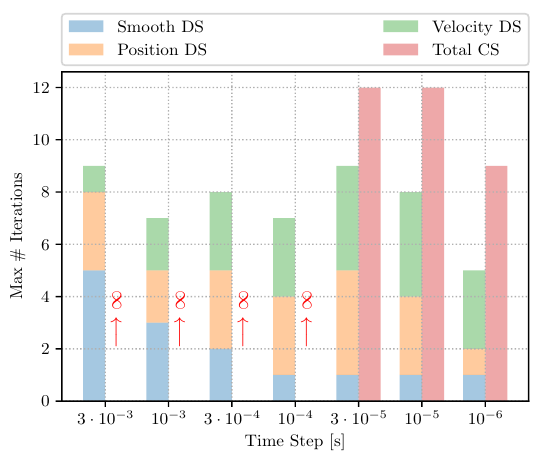 Smooth DS
Position DS
Velocity DS
Total CS
Max # Iterations
12
10
8
6
4
2
0
→ ∞
→ ∞
→ ∞
→ ∞
3 · 10⁻³
10⁻³
3 · 10⁻⁴
10⁻⁴
3 · 10⁻⁵
10⁻⁵
10⁻⁶
Time Step [s]